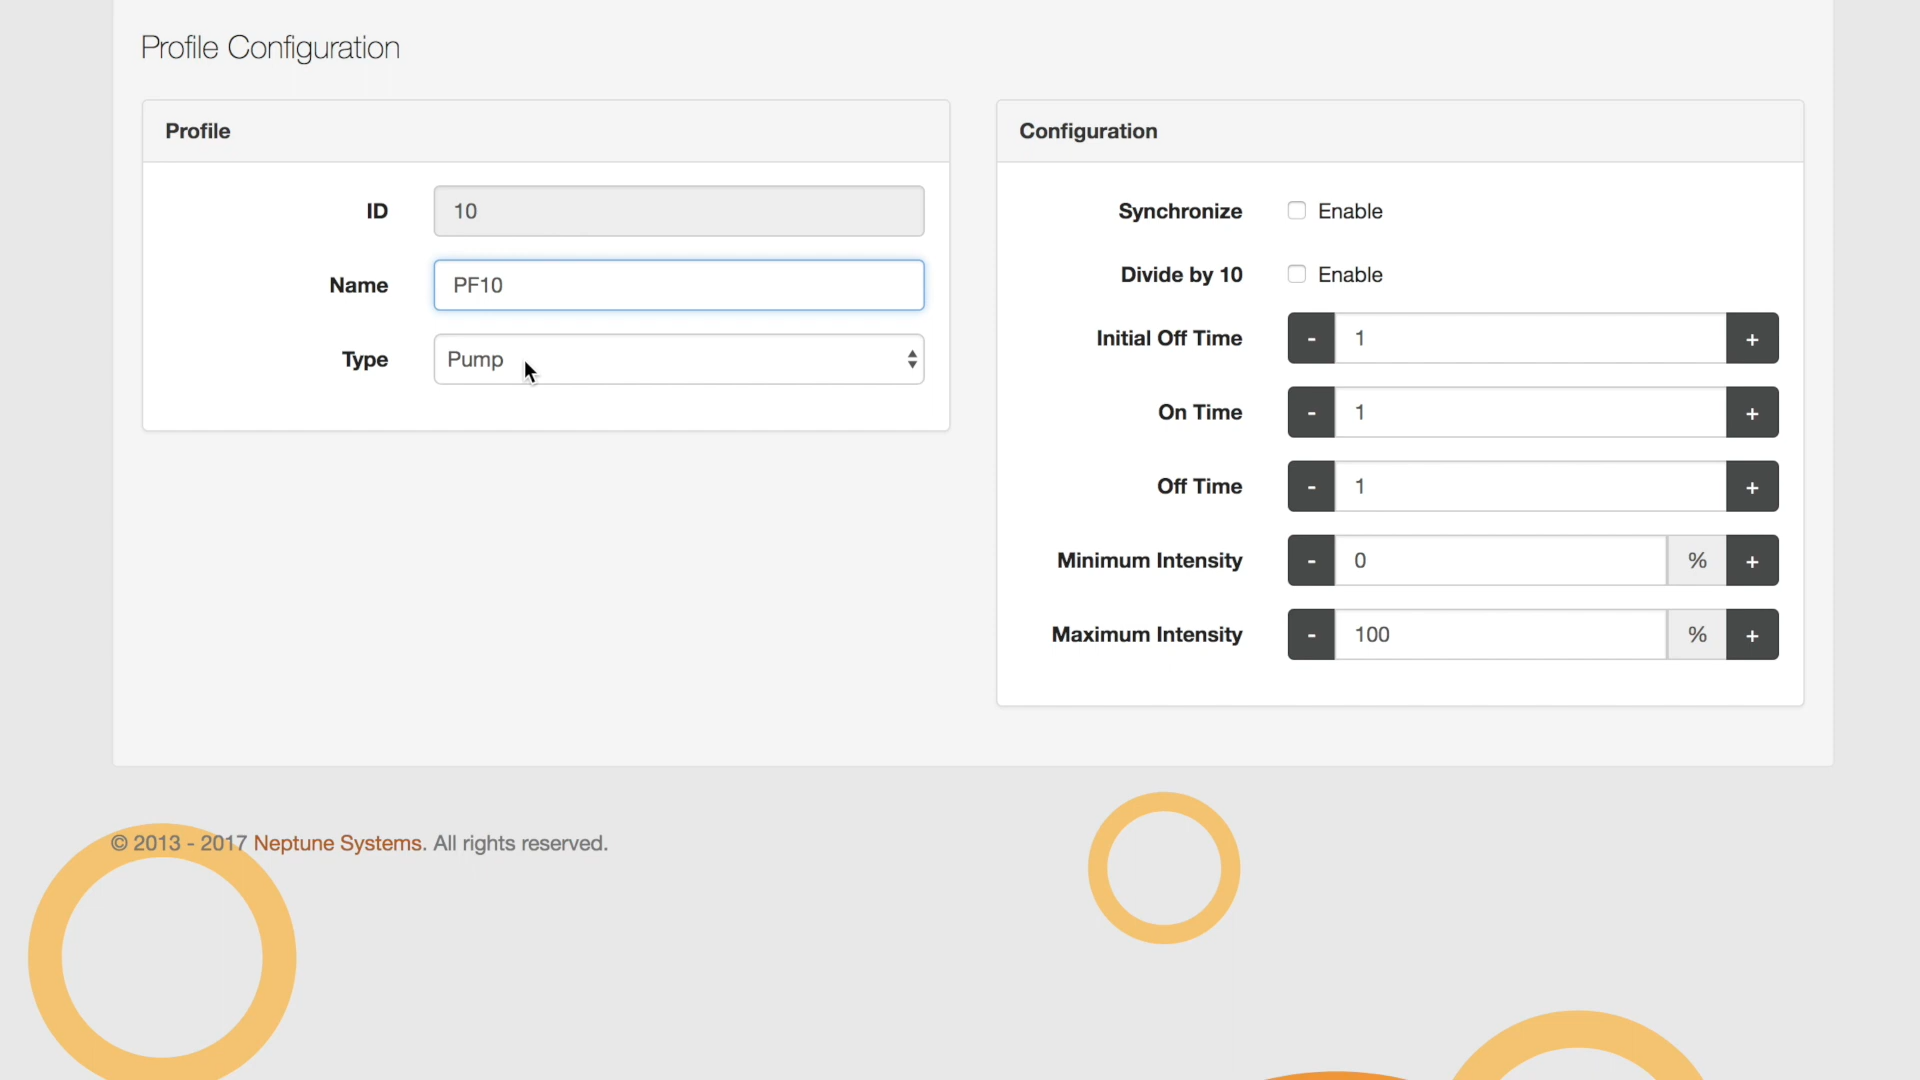 Profile Configuration
Profile
ID 10
Name PF10
Type Pump
Configuration
Synchronize Enable
Divide by 10 Enable
Initial Off Time - 1 +
On Time - 1 +
Off Time - 1 +
Minimum Intensity - 0 % +
Maximum Intensity - 100 % +
© 2013 - 2017 Neptune Systems. All rights reserved.